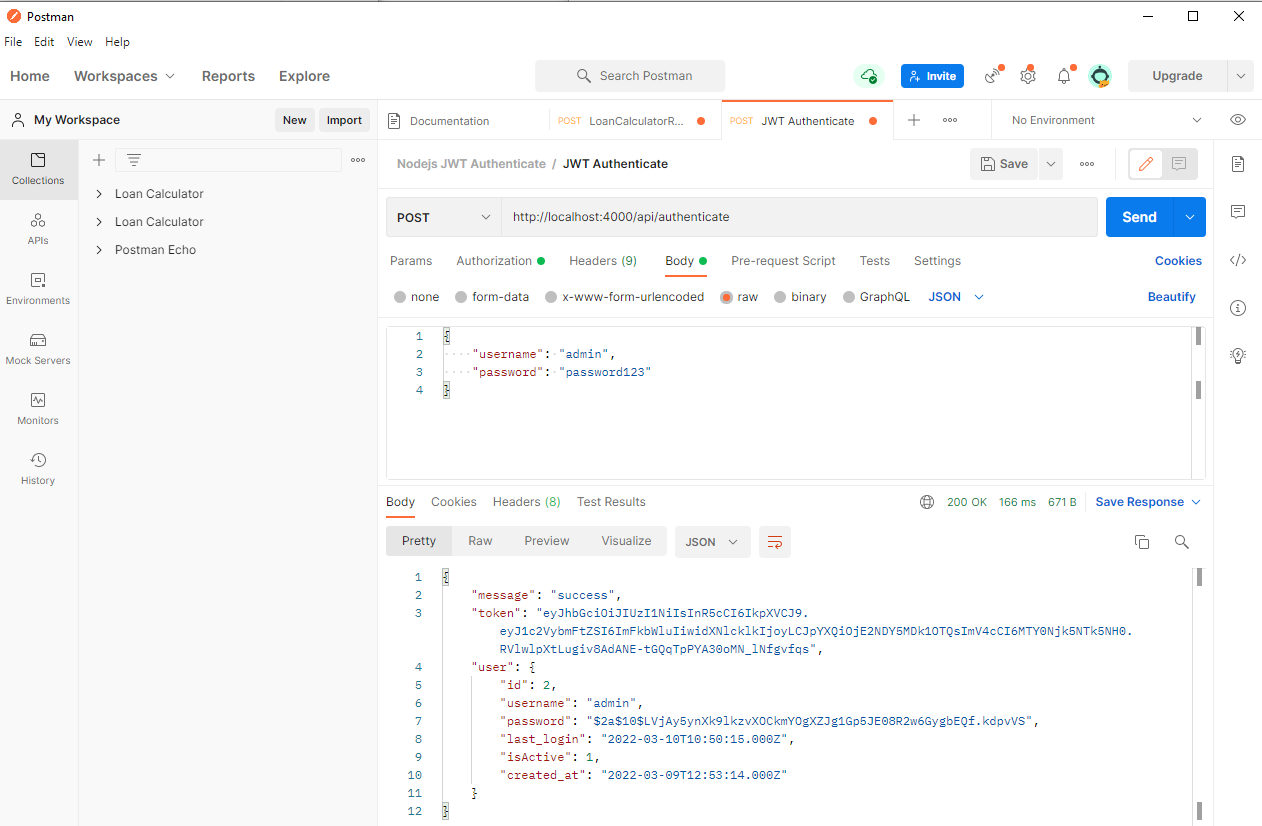 Postman
File Edit View Help
Home Workspaces Reports Explore Search Postman Invite Upgrade
My Workspace New Import Documentation POST LoanCalculatorR... POST JWT Authenticate No Environment
Nodejs JWT Authenticate / JWT Authenticate Save
Collections
APIs
Environments
Mock Servers
Monitors
History
Loan Calculator
Loan Calculator
Postman Echo
POST http://localhost:4000/api/authenticate Send
Params Authorization Headers (9) Body Pre-request Script Tests Settings Cookies
none form-data x-www-form-urlencoded raw binary GraphQL JSON Beautify
1 {
2 "username": "admin",
3 "password": "password123"
4 }
Body Cookies Headers (8) Test Results 200 OK 166 ms 671 B Save Response
Pretty Raw Preview Visualize JSON
1 {
2 "message": "success",
3 "token": "eyJhbGciOiJIUzI1NiIsInR5cCI6IkpXVCJ9.
eyJ1c2VybmFtZSI6ImFkbWluIiwidXNlcklkIjoyLCJpYXQiOjE2NDY5MDk1OTQsImV4cCI6MTY0Njk5NTk5NH0.
RVlwlpXtLugiv8AdANE-tGQqTpPYA30oMN_lNfgvfqs",
4 "user": {
5 "id": 2,
6 "username": "admin",
7 "password": "$2a$10$LVjAy5ynXk9lkzvXOCkmYOgXZJg1Gp5JE08R2w6GygbEQf.kdpvVS",
8 "last_login": "2022-03-10T10:50:15.000Z",
9 "isActive": 1,
10 "created_at": "2022-03-09T12:53:14.000Z"
11 }
12 }